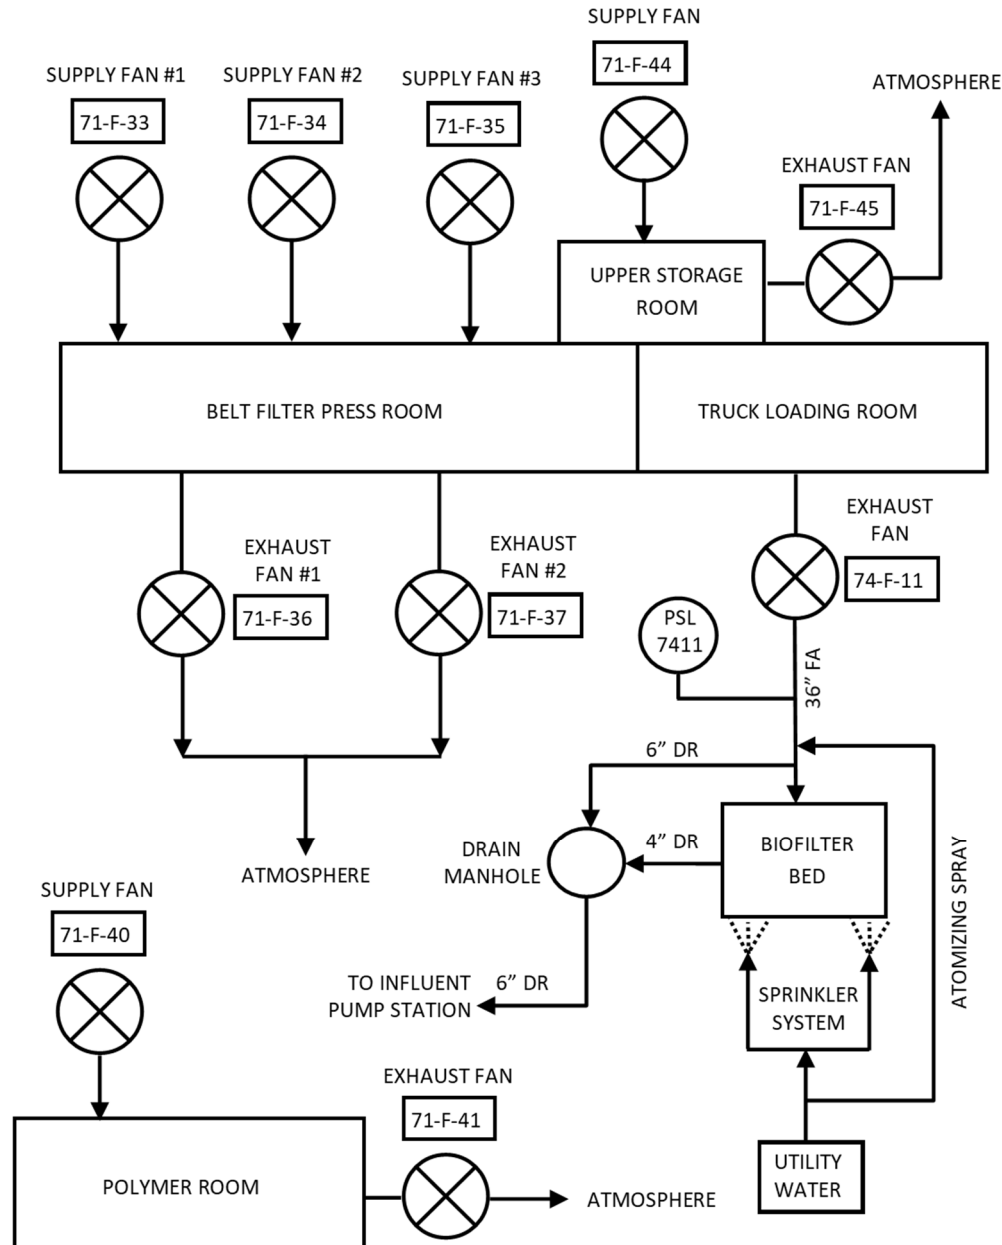 SUPPLY FAN
71-F-44
SUPPLY FAN #1
71-F-33
SUPPLY FAN #2
71-F-34
SUPPLY FAN #3
71-F-35
ATMOSPHERE
EXHAUST FAN
71-F-45
UPPER STORAGE
ROOM
BELT FILTER PRESS ROOM
TRUCK LOADING ROOM
EXHAUST
FAN #1
71-F-36
EXHAUST
FAN #2
71-F-37
EXHAUST
FAN
74-F-11
PSL
7411
36” FA
6” DR
ATMOSPHERE
DRAIN
MANHOLE
4” DR
BIOFILTER
BED
ATOMIZING SPRAY
SUPPLY FAN
71-F-40
TO INFLUENT
PUMP STATION
6” DR
SPRINKLER
SYSTEM
EXHAUST FAN
71-F-41
POLYMER ROOM
ATMOSPHERE
UTILITY
WATER